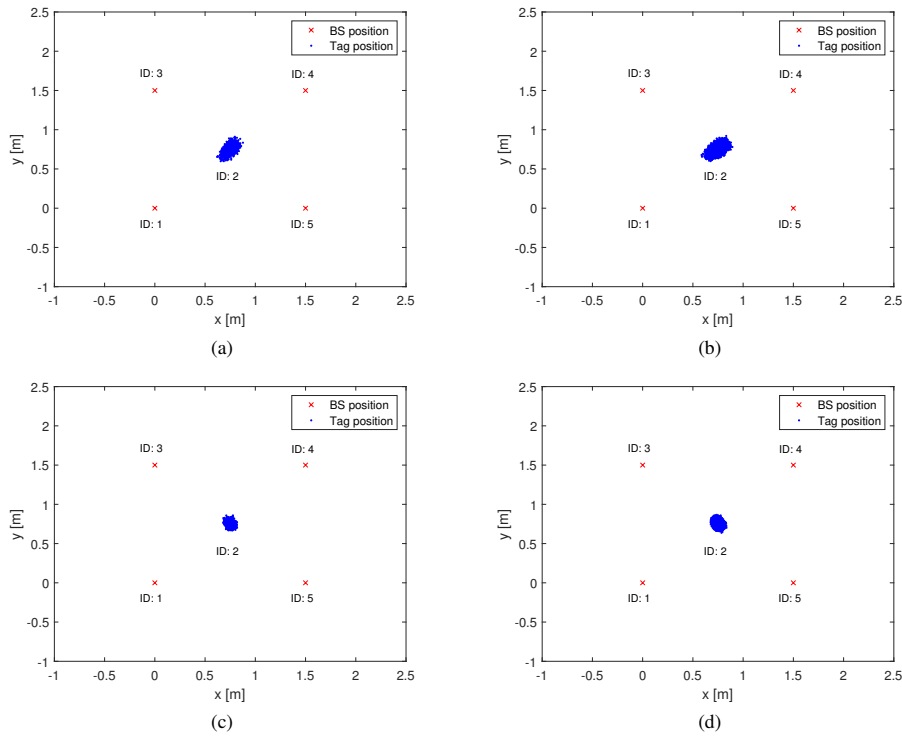 2.5
BS position
Tag position
2
ID: 3
ID: 4
1.5
y [m]
1
0.5
ID: 2
0
ID: 1
ID: 5
-0.5
-1
-1 -0.5 0 0.5 1 1.5 2 2.5
x [m]
(a)
2.5
BS position
Tag position
2
ID: 3
ID: 4
1.5
y [m]
1
0.5
ID: 2
0
ID: 1
ID: 5
-0.5
-1
-1 -0.5 0 0.5 1 1.5 2 2.5
x [m]
(b)
2.5
BS position
Tag position
2
ID: 3
ID: 4
1.5
y [m]
1
0.5
ID: 2
0
ID: 1
ID: 5
-0.5
-1
-1 -0.5 0 0.5 1 1.5 2 2.5
x [m]
(c)
2.5
BS position
Tag position
2
ID: 3
ID: 4
1.5
y [m]
1
0.5
ID: 2
0
ID: 1
ID: 5
-0.5
-1
-1 -0.5 0 0.5 1 1.5 2 2.5
x [m]
(d)